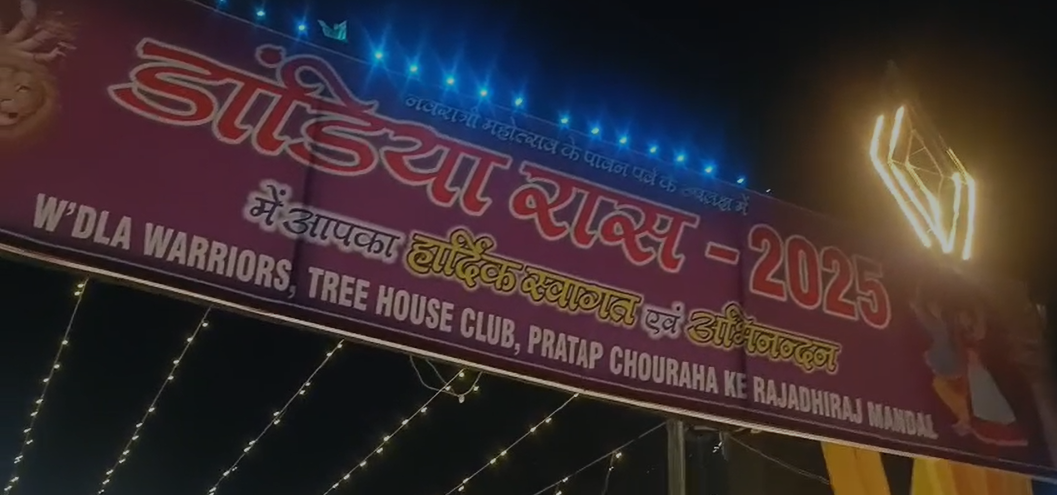 नवरात्री महोत्सव के पावन पर्व के उपलक्ष में
डांडिया रास - 2025
में आपका हार्दिक स्वागत एवं अभिनन्दन
W'DLA WARRIORS, TREE HOUSE CLUB, PRATAP CHOURAHA KE RAJADHIRAJ MANDAL